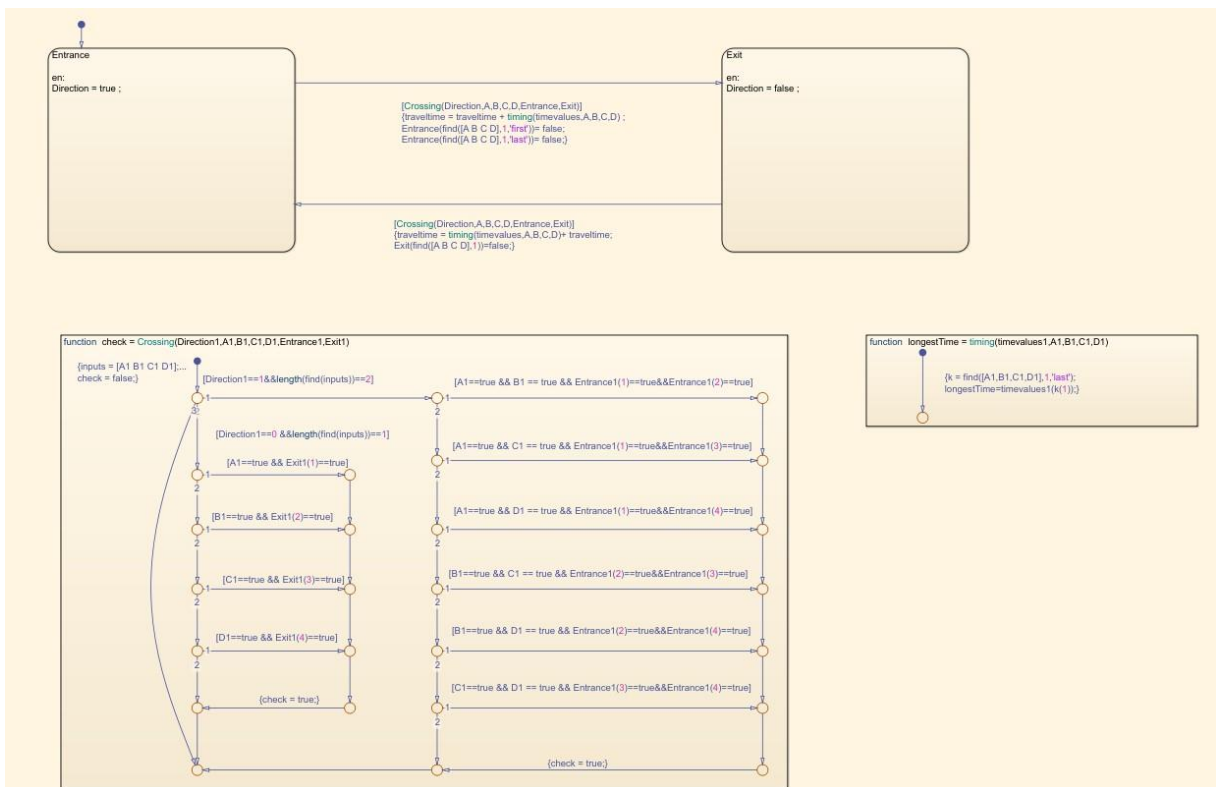 Entrance
en:
Direction = true ;
Exit
en:
Direction = false ;
[Crossing(Direction,A,B,C,D,Entrance,Exit)]
{traveltime = traveltime + timing(timevalues,A,B,C,D) ;
Entrance(find([A B C D],1,'first'))= false;
Entrance(find([A B C D],1,'last'))= false;}
[Crossing(Direction,A,B,C,D,Entrance,Exit)]
{traveltime = timing(timevalues,A,B,C,D)+ traveltime;
Exit(find([A B C D],1))=false;}
function check = Crossing(Direction1,A1,B1,C1,D1,Entrance1,Exit1)
{inputs = [A1 B1 C1 D1];...
check = false;}
[Direction1==1&&length(find(inputs))==2]
1
3
2
[Direction1==0 &&length(find(inputs))==1]
[A1==true && Exit1(1)==true]
1
2
[B1==true && Exit1(2)==true]
1
2
[C1==true && Exit1(3)==true]
1
2
[D1==true && Exit1(4)==true]
1
2
{check = true;}
[A1==true && B1 == true && Entrance1(1)==true&&Entrance1(2)==true]
1
2
[A1==true && C1 == true && Entrance1(1)==true&&Entrance1(3)==true]
1
2
[A1==true && D1 == true && Entrance1(1)==true&&Entrance1(4)==true]
1
2
[B1==true && C1 == true && Entrance1(2)==true&&Entrance1(3)==true]
1
2
[B1==true && D1 == true && Entrance1(2)==true&&Entrance1(4)==true]
1
2
[C1==true && D1 == true && Entrance1(3)==true&&Entrance1(4)==true]
1
2
{check = true;}
function longestTime = timing(timevalues1,A1,B1,C1,D1)
{k = find([A1,B1,C1,D1],1,'last');
longestTime=timevalues1(k(1));}